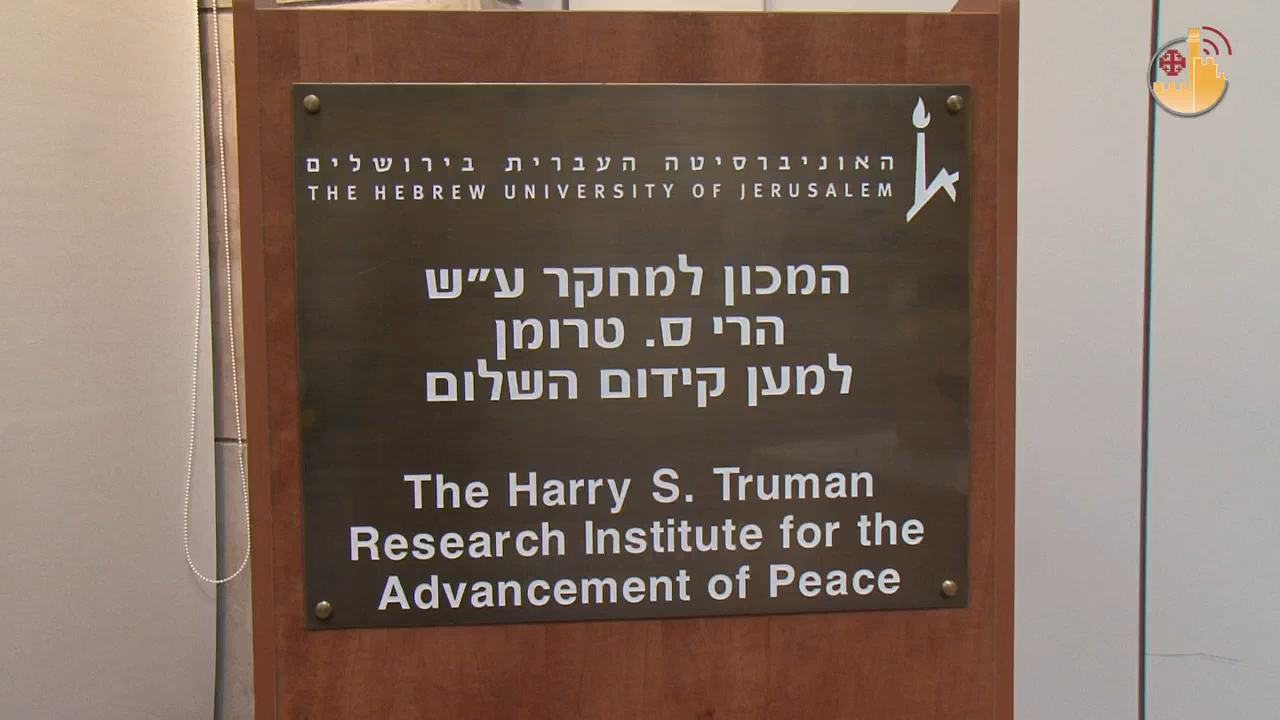 האוניברסיטה העברית בירושלים
THE HEBREW UNIVERSITY OF JERUSALEM
המכון למחקר ע״ש
הרי ס. טרומן
למען קידום השלום
The Harry S. Truman
Research Institute for the
Advancement of Peace